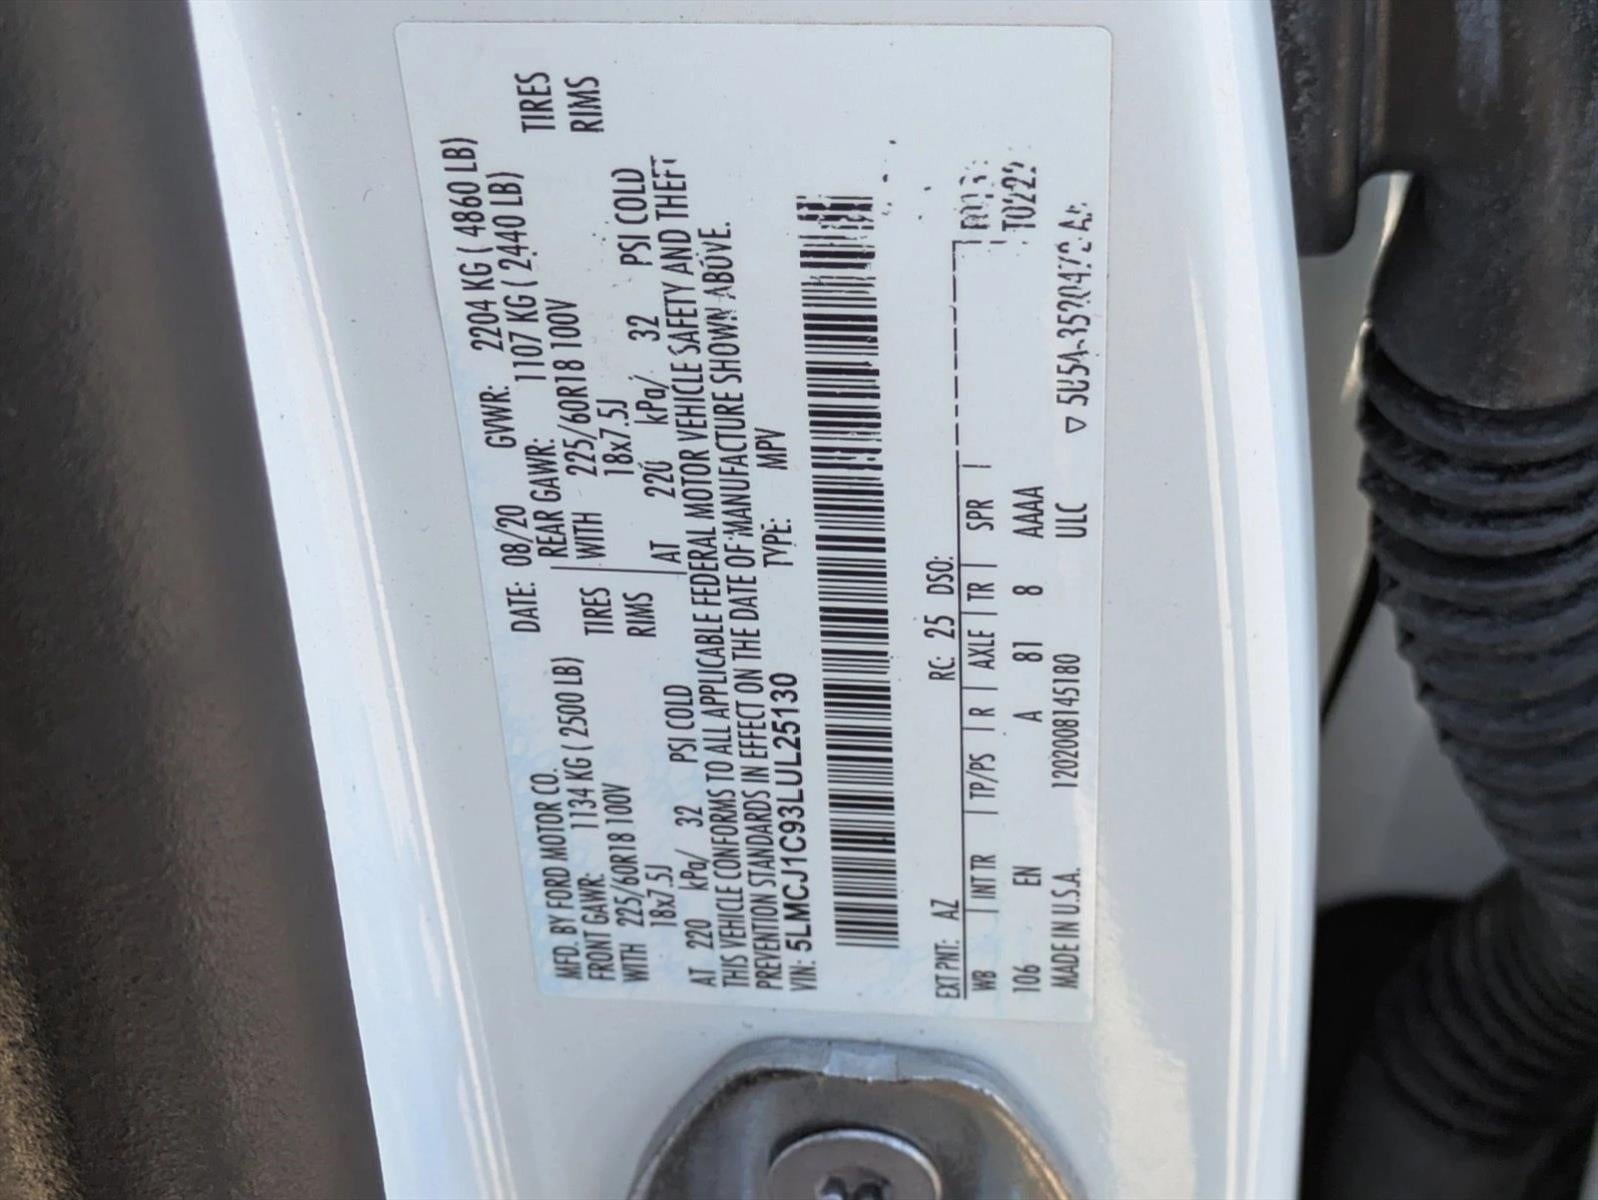 MFD. BY FORD MOTOR CO. DATE: 08/20 GVWR: 2204 KG ( 4860 LB)
FRONT GAWR: 1134 KG ( 2500 LB) REAR GAWR: 1107 KG ( 2440 LB)
WITH 225/60R18 100V TIRES WITH 225/60R18 100V TIRES
18x7.5J RIMS 18x7.5J RIMS
AT 220 kPa/ 32 PSI COLD AT 220 kPa/ 32 PSI COLD
THIS VEHICLE CONFORMS TO ALL APPLICABLE FEDERAL MOTOR VEHICLE SAFETY AND THEFT
PREVENTION STANDARDS IN EFFECT ON THE DATE OF MANUFACTURE SHOWN ABOVE.
VIN: 5LMCJ1C93LUL25130 TYPE: MPV
EXT PNT: AZ RC: 25 DSO:
WB INT TR TP/PS R AXLE TR SPR
106 EN A 81 8 AAAA
MADE IN U.S.A. 120200814518​0 ULC